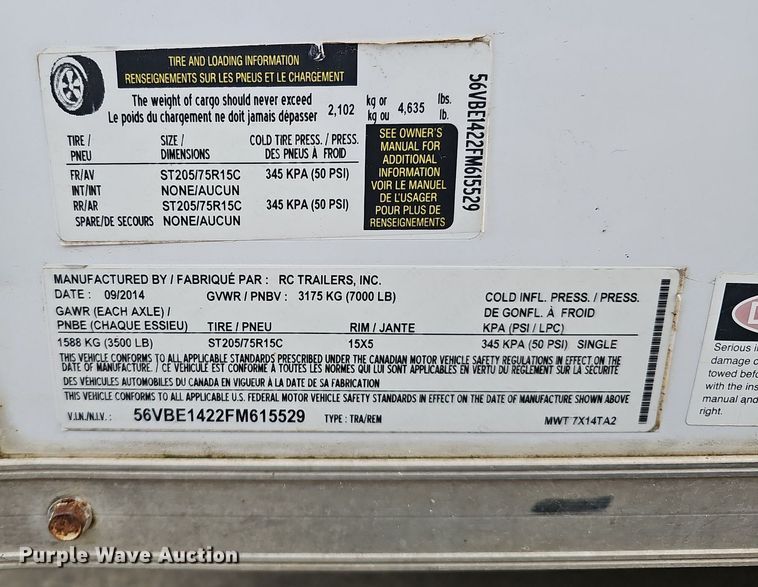 TIRE AND LOADING INFORMATION
RENSEIGNEMENTS SUR LES PNEUS ET LE CHARGEMENT
The weight of cargo should never exceed
Le poids du chargement ne doit jamais dépasser 2,102 kg or kg ou 4,635 lbs. lb.
TIRE / PNEU SIZE / DIMENSIONS COLD TIRE PRESS. / PRESS. DES PNEUS À FROID
FR/AV ST205/75R15C 345 KPA (50 PSI)
INT/INT NONE/AUCUN
RR/AR ST205/75R15C 345 KPA (50 PSI)
SPARE/DE SECOURS NONE/AUCUN
SEE OWNER'S
MANUAL FOR
ADDITIONAL
INFORMATION
VOIR LE MANUEL
DE L'USAGER
POUR PLUS DE
RENSEIGNEMENTS
56VBE1422FM615529
MANUFACTURED BY / FABRIQUÉ PAR : RC TRAILERS, INC.
DATE : 09/2014 GVWR / PNBV : 3175 KG (7000 LB)
GAWR (EACH AXLE) /
PNBE (CHAQUE ESSIEU) TIRE / PNEU RIM / JANTE
COLD INFL. PRESS. / PRESS.
DE GONFL. À FROID
KPA (PSI / LPC)
1588 KG (3500 LB) ST205/75R15C 15X5 345 KPA (50 PSI) SINGLE
THIS VEHICLE CONFORMS TO ALL APPLICABLE STANDARDS PRESCRIBED UNDER THE CANADIAN MOTOR VEHICLE SAFETY REGULATIONS IN EFFECT ON THE
DATE OF MANUFACTURE. / CE VÉHICULE EST CONFORME À TOUTES LES NORMES QUI LUI SONT APPLICABLES EN VERTU DU RÈGLEMENT SUR LA SÉCURITÉ
DES VÉHICULES AUTOMOBILES DU CANADA EN VIGUEUR À LA DATE DE SA FABRICATION
THIS VEHICLE CONFORMS TO ALL APPLICABLE U.S. FEDERAL MOTOR VEHICLE SAFETY STANDARDS IN EFFECT ON THE DATE OF MANUFACTURE SHOWN ABOVE
V.I.N./N.I.V.: 56VBE1422FM615529 TYPE : TRA/REM MWT 7X14TA2
Serious
damage
towed before
with the
manual and
right.
Purple Wave Auction